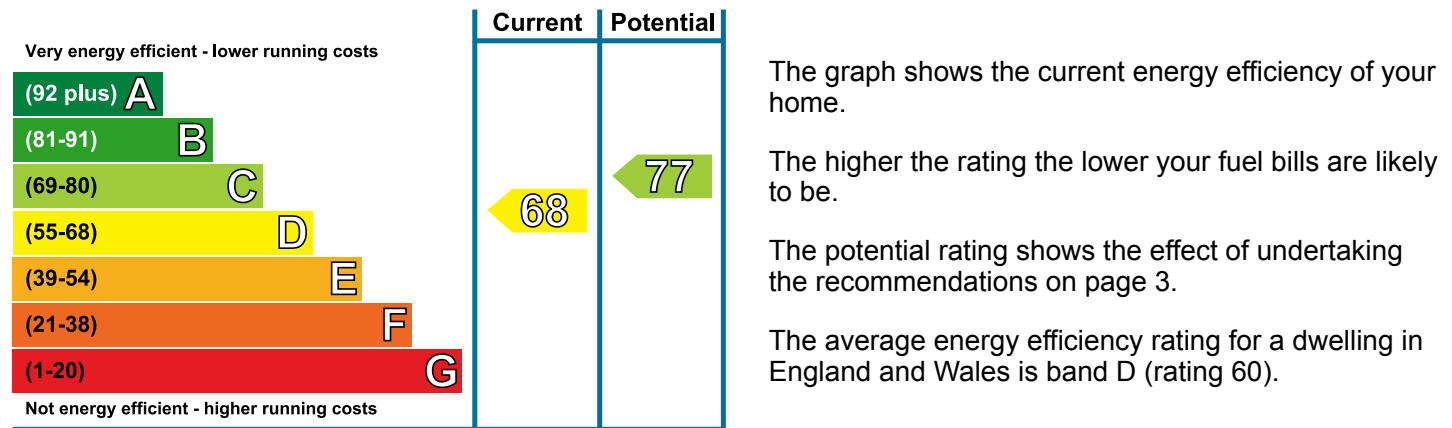 Current Potential
Very energy efficient - lower running costs
(92 plus) A
(81-91) B
(69-80) C
(55-68) D
(39-54) E
(21-38) F
(1-20) G
Not energy efficient - higher running costs
68
77
The graph shows the current energy efficiency of your
home.
The higher the rating the lower your fuel bills are likely
to be.
The potential rating shows the effect of undertaking
the recommendations on page 3.
The average energy efficiency rating for a dwelling in
England and Wales is band D (rating 60).